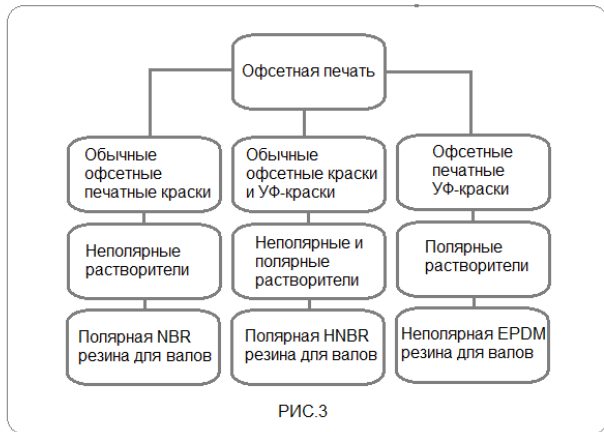 Офсетная печать
Обычные
офсетные
печатные краски
Обычные
офсетные краски
и УФ-краски
Офсетные
печатные
УФ-краски
Неполярные
растворители
Неполярные и
полярные
растворители
Полярные
растворители
Полярная NBR
резина для валов
Полярная HNBR
резина для валов
Неполярная EPDM
резина для валов
РИС.3